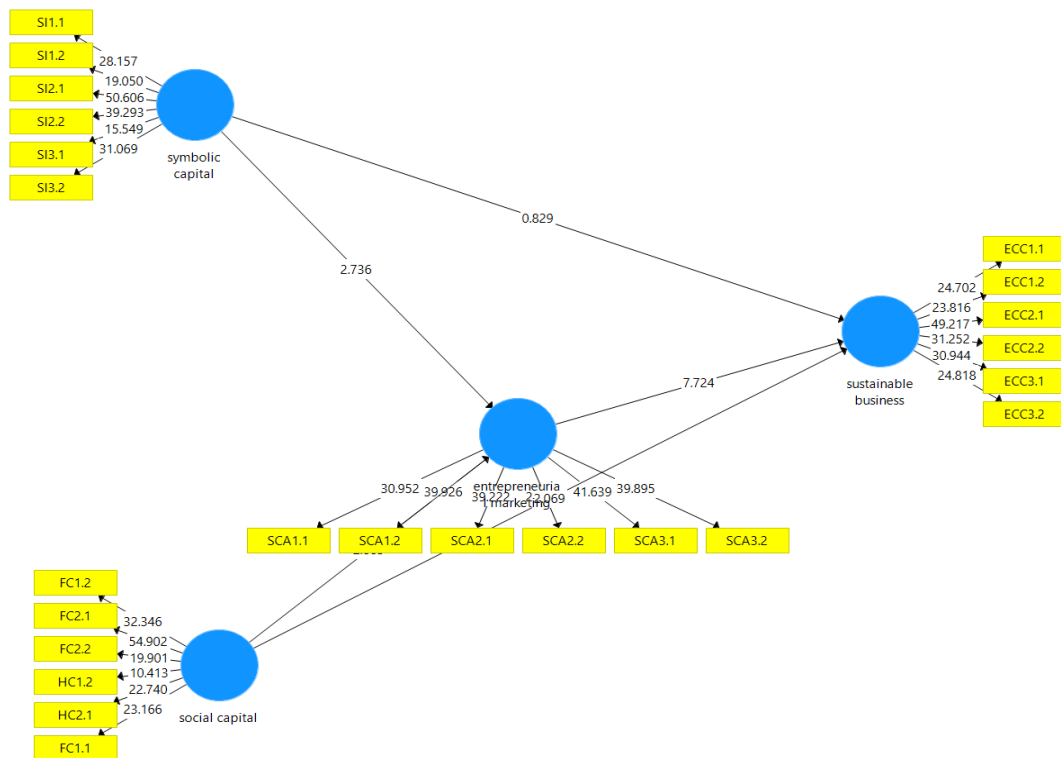 SI1.1
SI1.2
SI2.1
SI2.2
SI3.1
SI3.2
28.157
19.050
50.606
39.293
15.549
31.069
symbolic
capital
0.829
2.736
ECC1.1
ECC1.2
ECC2.1
ECC2.2
ECC3.1
ECC3.2
24.702
23.816
49.217
31.252
30.944
24.818
sustainable
business
7.724
entrepreneuria
l marketing
30.952
39.926
39.222
41.639
39.895
SCA1.1
SCA1.2
SCA2.1
SCA2.2
SCA3.1
SCA3.2
FC1.2
FC2.1
FC2.2
HC1.2
HC2.1
FC1.1
32.346
54.902
19.901
10.413
22.740
23.166
social capital